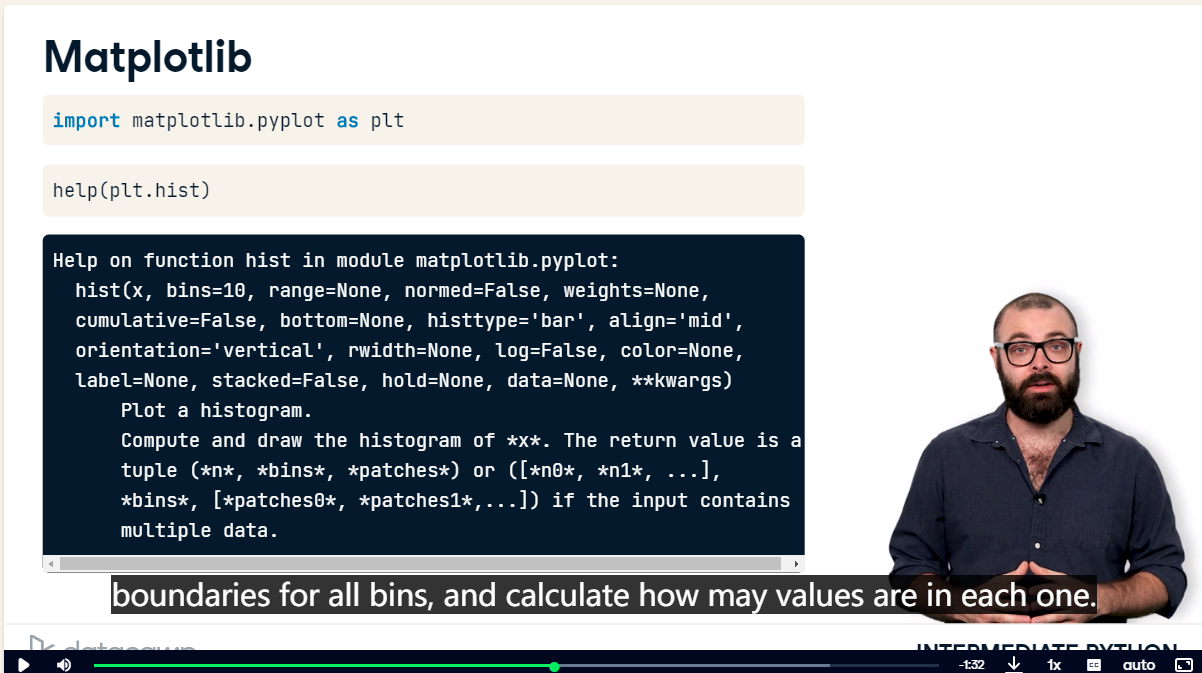 Matplotlib
import matplotlib.pyplot as plt
help(plt.hist)
Help on function hist in module matplotlib.pyplot:
hist(x, bins=10, range=None, normed=False, weights=None,
cumulative=False, bottom=None, histtype='bar', align='mid',
orientation='vertical', rwidth=None, log=False, color=None,
label=None, stacked=False, hold=None, data=None, **kwargs)
Plot a histogram.
Compute and draw the histogram of *x*. The return value is a
tuple (*n*, *bins*, *patches*) or ([*n0*, *n1*, ...],
*bins*, [*patches0*, *patches1*,...]) if the input contains
multiple data.
boundaries for all bins, and calculate how may values are in each one.
datacamp
INTERMEDIATE PYTHON
-1:32
1x
CC
auto